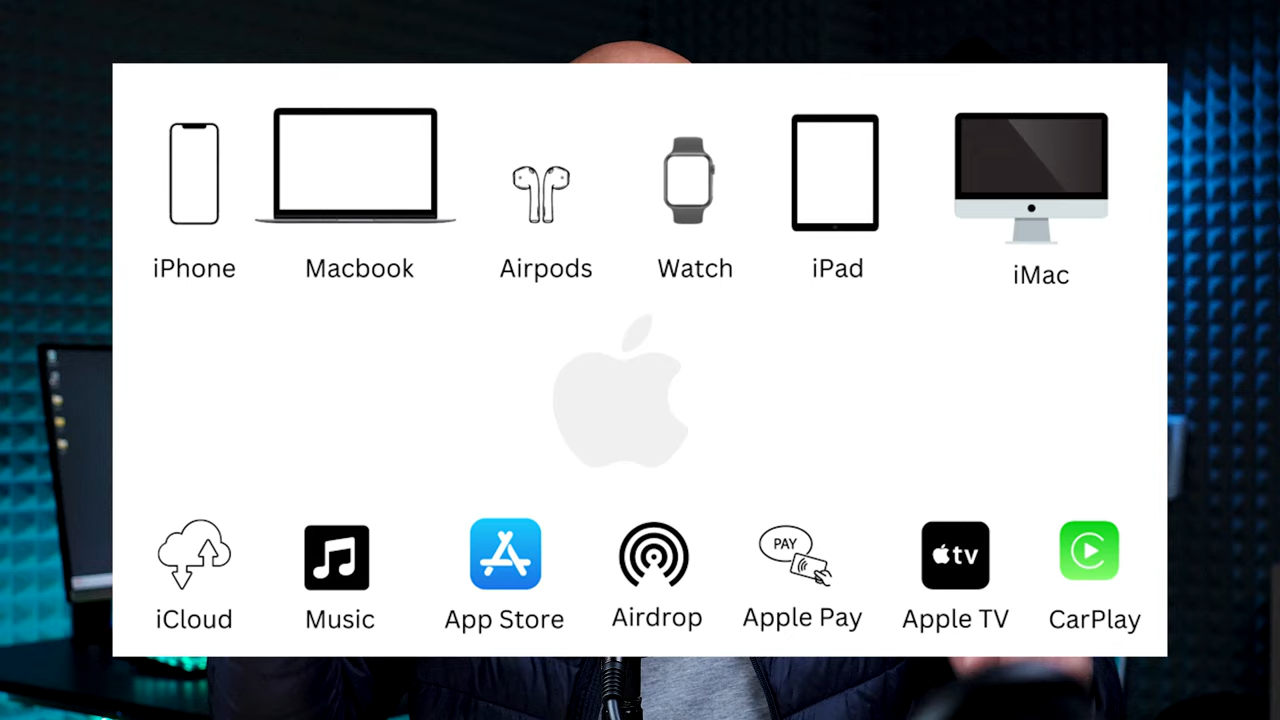 iPhone
Macbook
Airpods
Watch
iPad
iMac
PAY
tv
iCloud
Music
App Store
Airdrop
Apple Pay
Apple TV
CarPlay